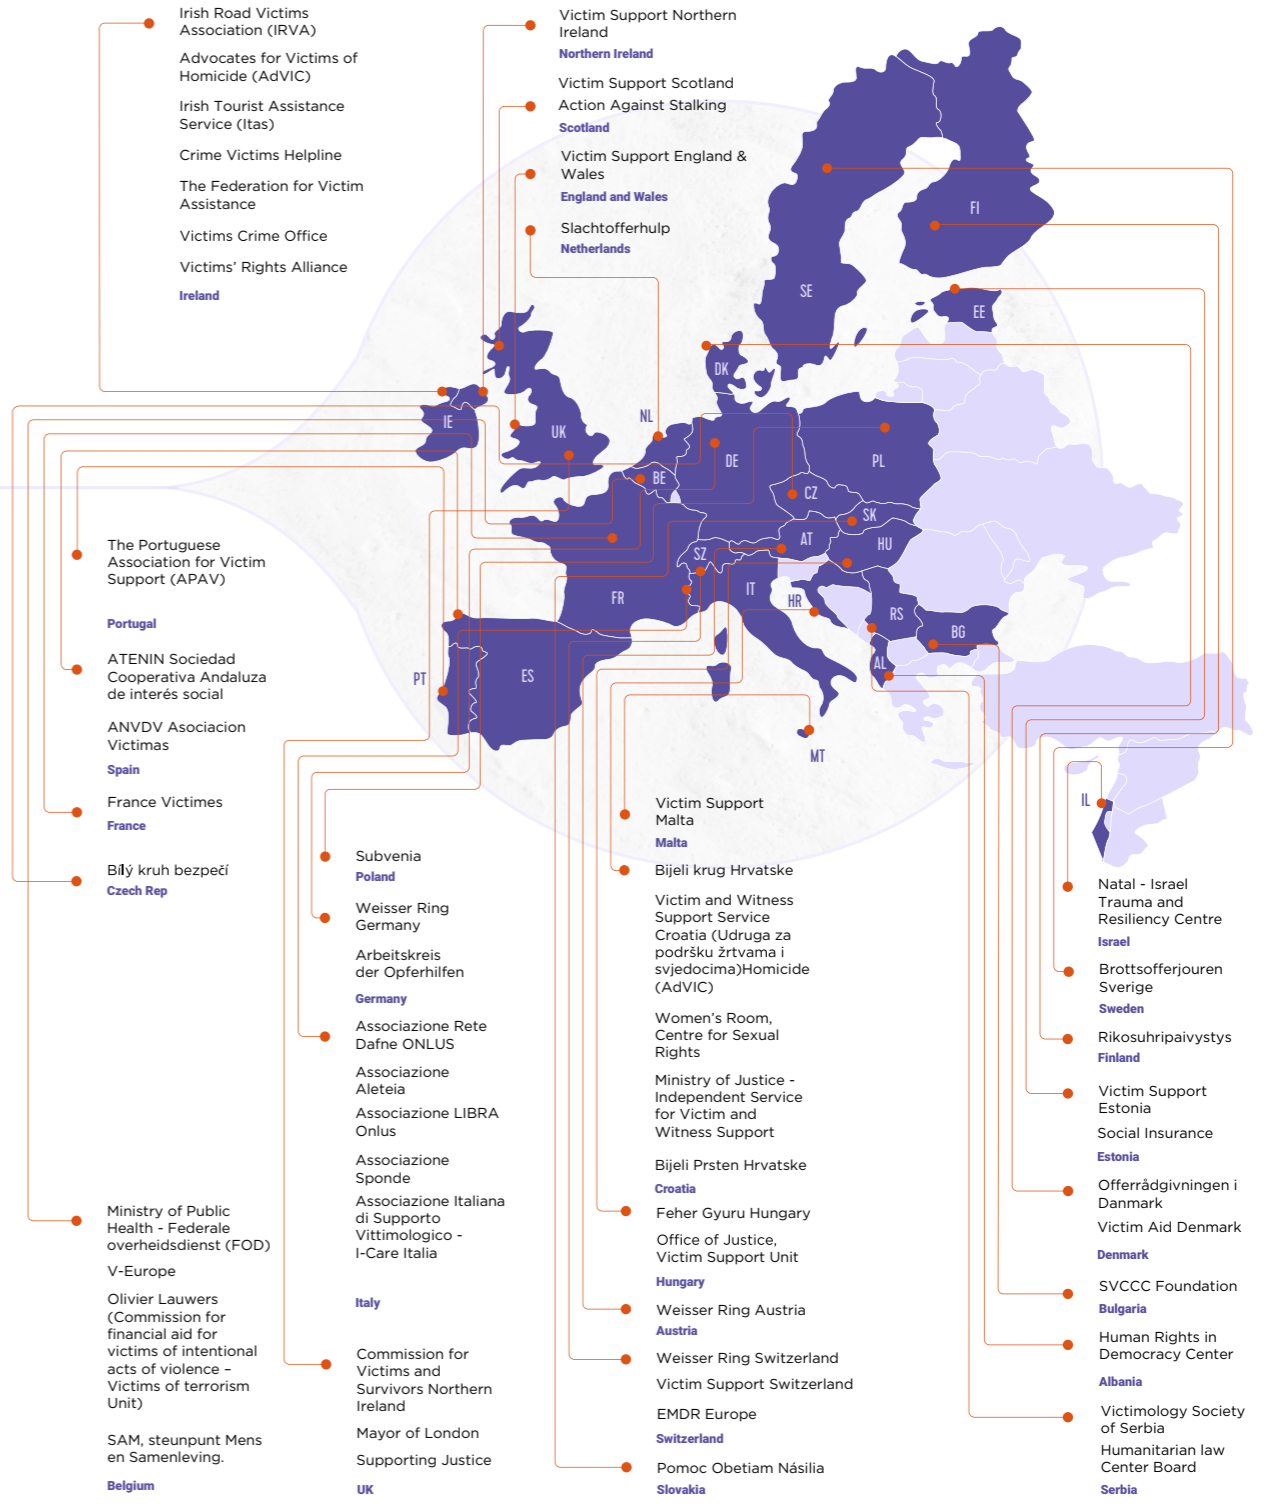 Irish Road Victims
Association (IRVA)
Advocates for Victims of
Homicide (AdVIC)
Irish Tourist Assistance
Service (Itas)
Crime Victims Helpline
The Federation for Victim
Assistance
Victims Crime Office
Victims’ Rights Alliance
Ireland
Victim Support Northern
Ireland
Northern Ireland
Victim Support Scotland
Action Against Stalking
Scotland
Victim Support England &
Wales
England and Wales
Slachtofferhulp
Netherlands
FI
SE
EE
DK
NL
IE
UK
DE
PL
BE
CZ
SK
AT
HU
SZ
FR
IT
HR
RS
BG
AL
PT
ES
MT
IL
The Portuguese
Association for Victim
Support (APAV)
Portugal
ATENIN Sociedad
Cooperativa Andaluza
de interés social
ANVDV Asociacion
Victimas
Spain
France Victimes
France
Bílý kruh bezpečí
Czech Rep
Ministry of Public
Health - Federale
overheidsdienst (FOD)
V-Europe
Olivier Lauwers
(Commission for
financial aid for
victims of intentional
acts of violence –
Victims of terrorism
Unit)
SAM, steunpunt Mens
en Samenleving.
Belgium
Subvenia
Poland
Weisser Ring
Germany
Arbeitskreis
der Opferhilfen
Germany
Associazione Rete
Dafne ONLUS
Associazione
Aleteia
Associazione LIBRA
Onlus
Associazione
Sponde
Associazione Italiana
di Supporto
Vittimologico -
I-Care Italia
Italy
Commission for
Victims and
Survivors Northern
Ireland
Mayor of London
Supporting Justice
UK
Victim Support
Malta
Malta
Bijeli krug Hrvatske
Victim and Witness
Support Service
Croatia (Udruga za
podršku žrtvama i
svjedocima)Homicide
(AdVIC)
Women’s Room,
Centre for Sexual
Rights
Ministry of Justice -
Independent Service
for Victim and
Witness Support
Bijeli Prsten Hrvatske
Croatia
Feher Gyuru Hungary
Office of Justice,
Victim Support Unit
Hungary
Weisser Ring Austria
Austria
Weisser Ring Switzerland
Victim Support Switzerland
EMDR Europe
Switzerland
Pomoc Obetiam Násilia
Slovakia
Natal - Israel
Trauma and
Resiliency Centre
Israel
Brottsofferjouren
Sverige
Sweden
Rikosuhripaivystys
Finland
Victim Support
Estonia
Social Insurance
Estonia
Offerrådgivningen i
Danmark
Victim Aid Denmark
Denmark
SVCCC Foundation
Bulgaria
Human Rights in
Democracy Center
Albania
Victimology Society
of Serbia
Humanitarian law
Center Board
Serbia